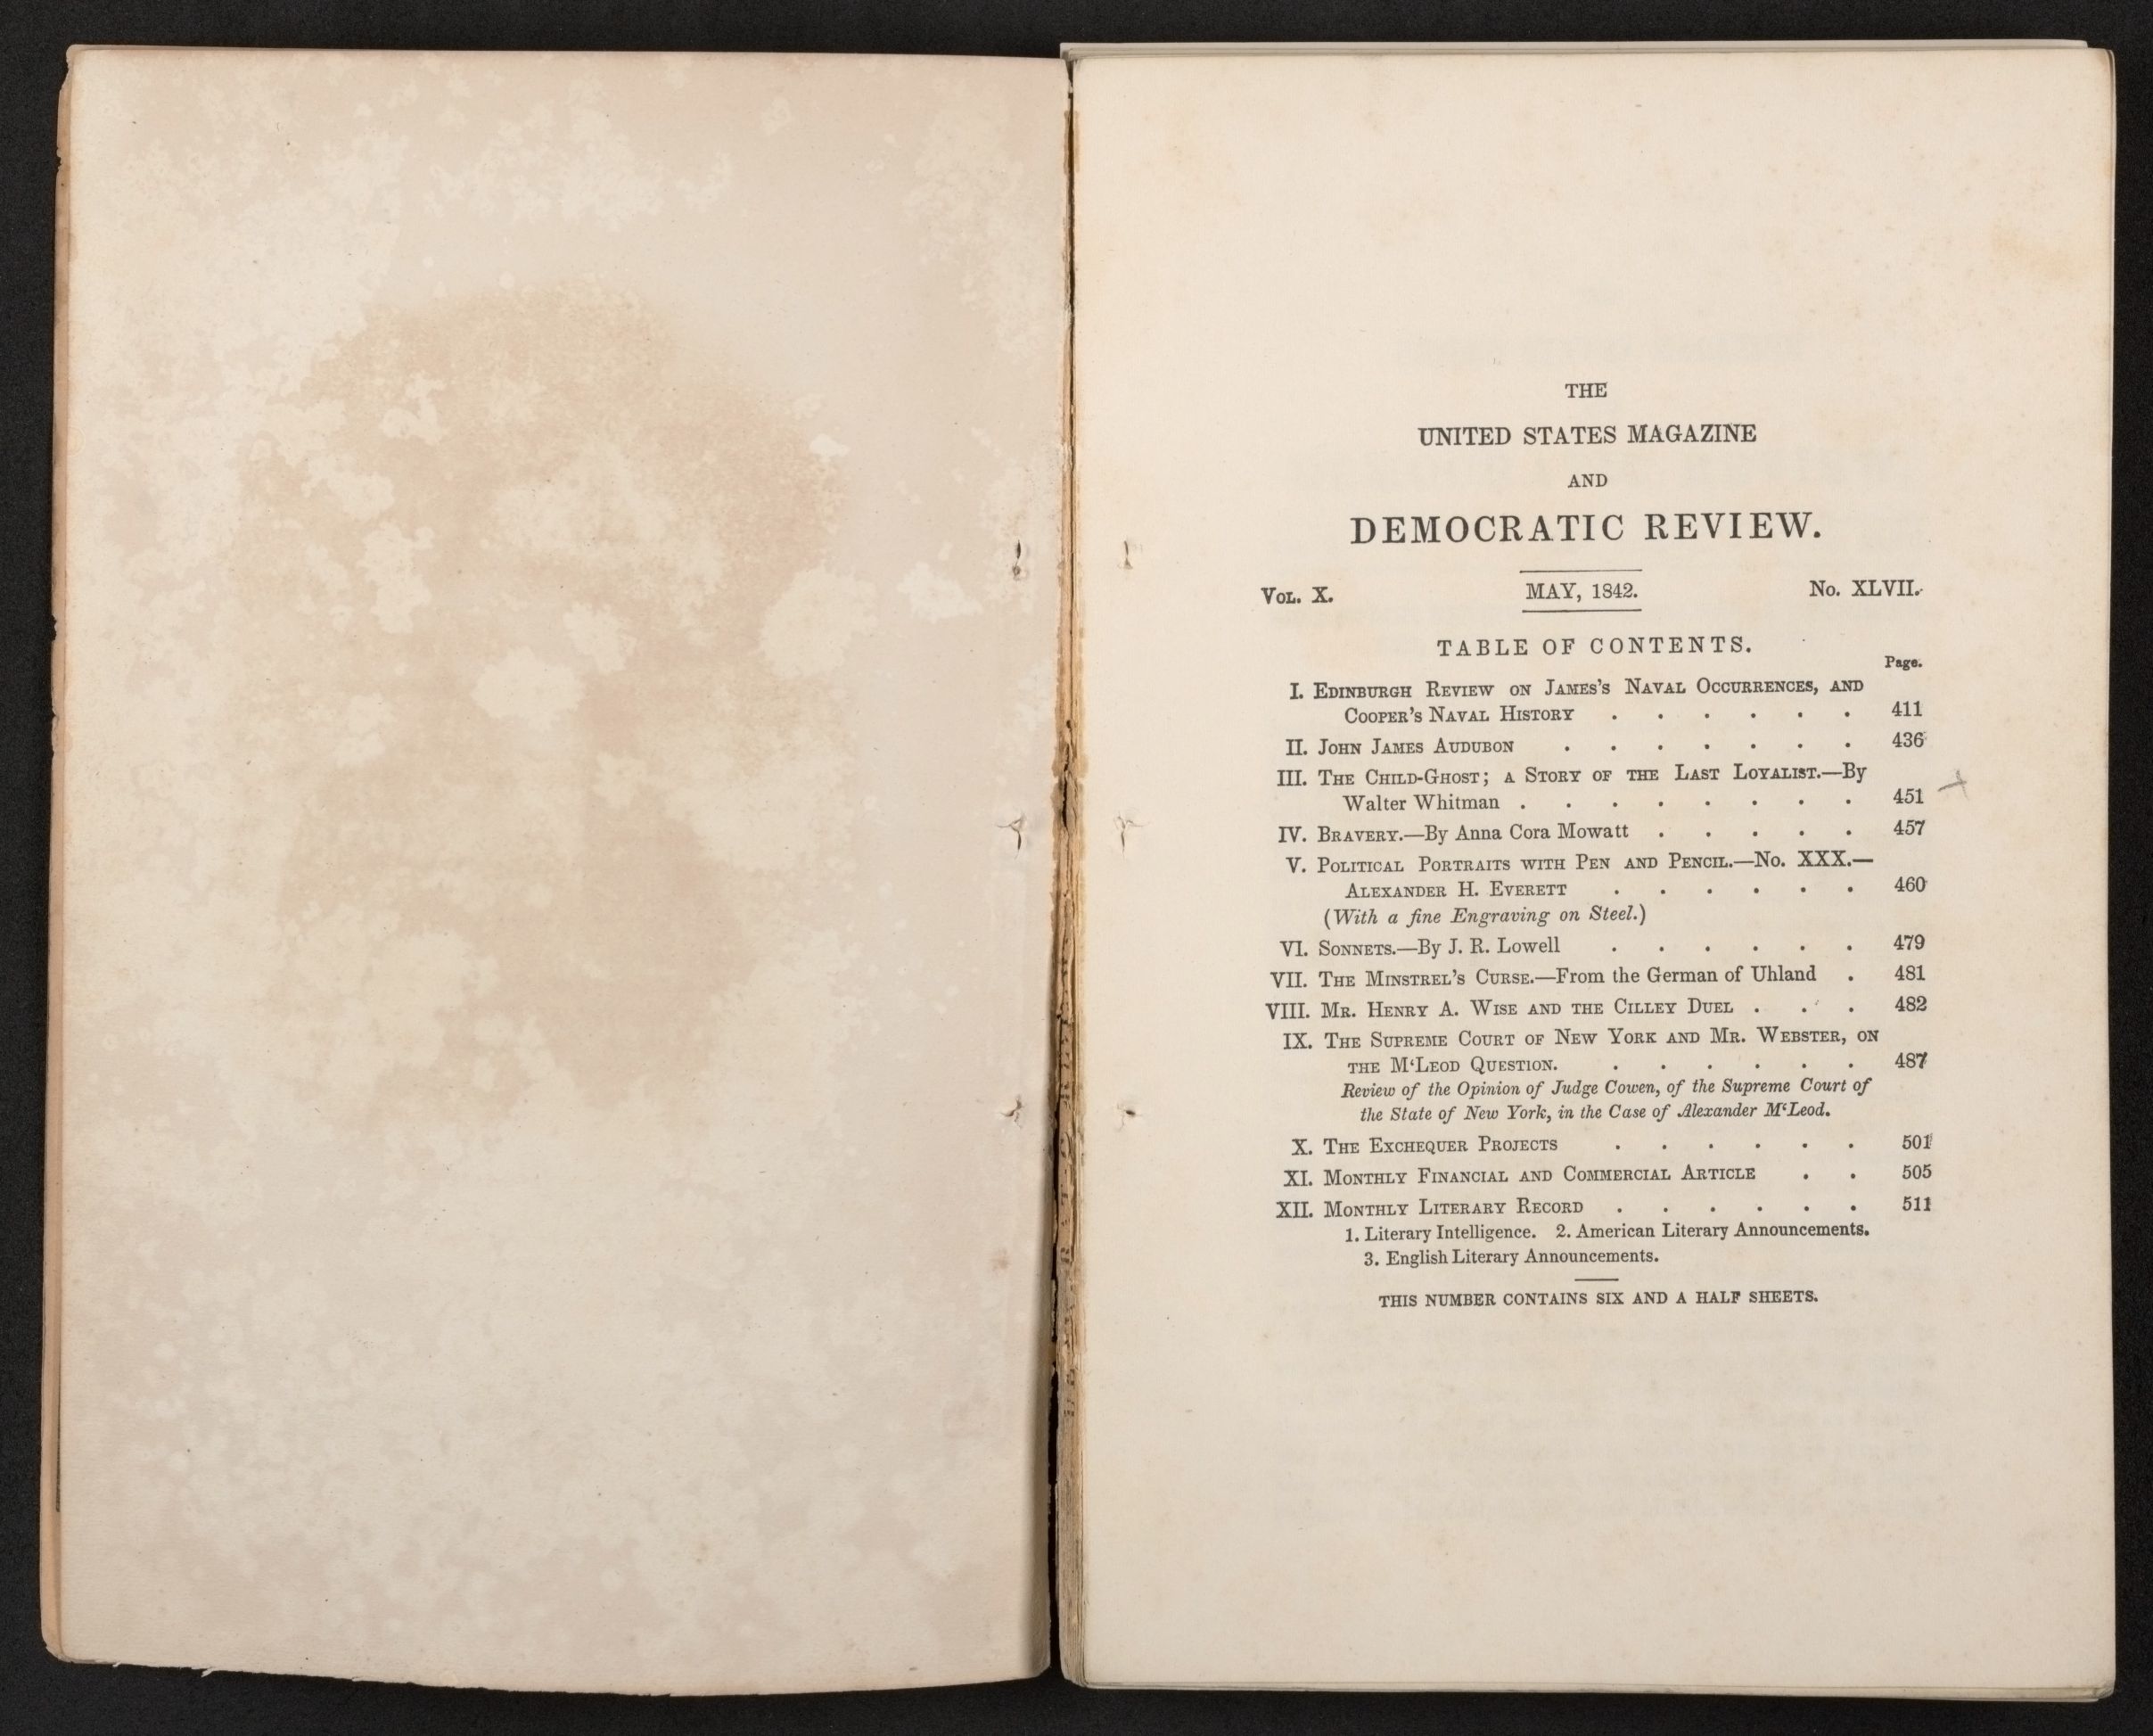 THE
UNITED STATES MAGAZINE
AND
DEMOCRATIC REVIEW.
VOL. X. MAY, 1842. No. XLVII.
TABLE OF CONTENTS.
Page.
I. EDINBURGH REVIEW ON JAMES'S NAVAL OCCURRENCES, AND
COOPER'S NAVAL HISTORY . . . . . . 411
II. JOHN JAMES AUDUBON . . . . . . . 436
III. THE CHILD-GHOST; A STORY OF THE LAST LOYALIST.—By
Walter Whitman . . . . . . . . 451
IV. BRAVERY.—By Anna Cora Mowatt . . . . . 457
V. POLITICAL PORTRAITS WITH PEN AND PENCIL.—No. XXX.—
ALEXANDER H. EVERETT . . . . . . 460
(With a fine Engraving on Steel.)
VI. SONNETS.—By J. R. Lowell . . . . . . 479
VII. THE MINSTREL'S CURSE.—From the German of Uhland . 481
VIII. MR. HENRY A. WISE AND THE CILLEY DUEL . . . 482
IX. THE SUPREME COURT OF NEW YORK AND MR. WEBSTER, ON
THE M‘LEOD QUESTION. . . . . . . 487
Review of the Opinion of Judge Cowen, of the Supreme Court of
the State of New York, in the Case of Alexander M‘Leod.
X. THE EXCHEQUER PROJECTS . . . . . . 501
XI. MONTHLY FINANCIAL AND COMMERCIAL ARTICLE . . 505
XII. MONTHLY LITERARY RECORD . . . . . . 511
1. Literary Intelligence. 2. American Literary Announcements.
3. English Literary Announcements.
THIS NUMBER CONTAINS SIX AND A HALF SHEETS.